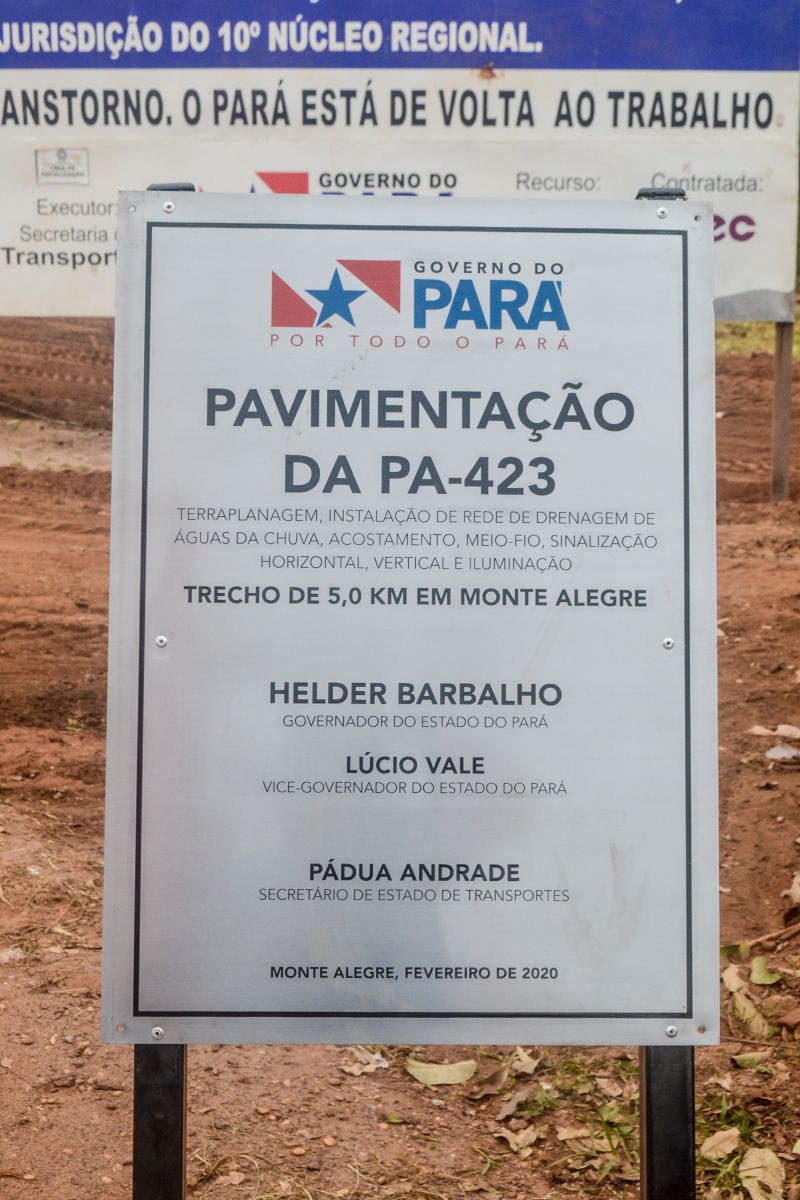 JURISDIÇÃO DO 10º NÚCLEO REGIONAL.
ANSTORNO. O PARÁ ESTÁ DE VOLTA AO TRABALHO
GOVERNO DO
Recurso:
Contratada:
Executor:
Secretaria
Transport
ec
GOVERNO DO
PARÁ
POR TODO O PARÁ
PAVIMENTAÇÃO
DA PA-423
TERRAPLANAGEM, INSTALAÇÃO DE REDE DE DRENAGEM DE
ÁGUAS DA CHUVA, ACOSTAMENTO, MEIO-FIO, SINALIZAÇÃO
HORIZONTAL, VERTICAL E ILUMINAÇÃO
TRECHO DE 5,0 KM EM MONTE ALEGRE
HELDER BARBALHO
GOVERNADOR DO ESTADO DO PARÁ
LÚCIO VALE
VICE-GOVERNADOR DO ESTADO DO PARÁ
PÁDUA ANDRADE
SECRETÁRIO DE ESTADO DE TRANSPORTES
MONTE ALEGRE, FEVEREIRO DE 2020